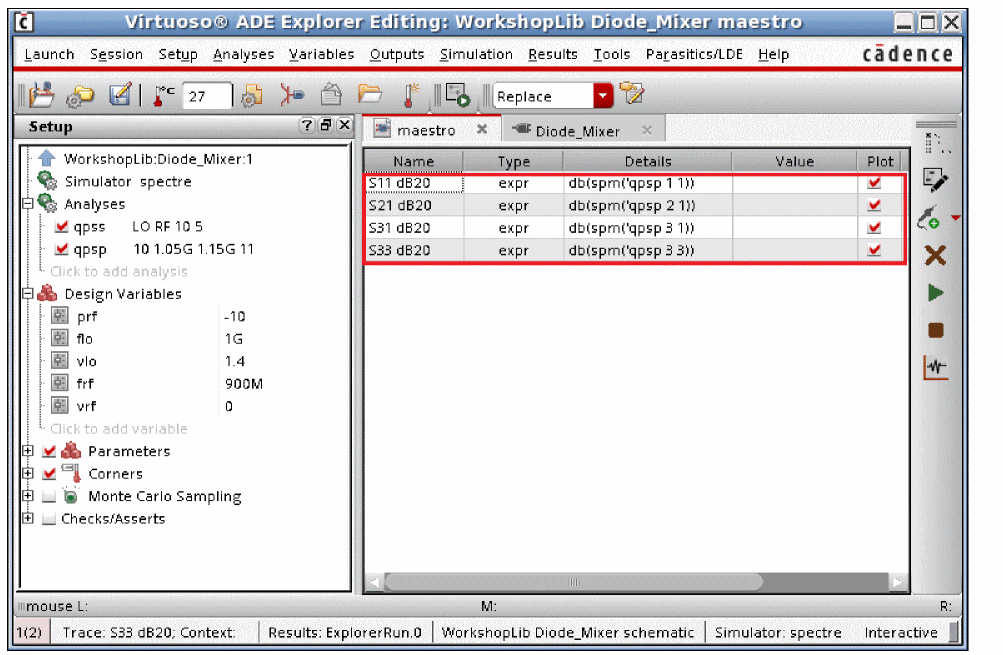 Virtuoso® ADE Explorer Editing: WorkshopLib Diode_Mixer maestro
Launch Session Setup Analyses Variables Outputs Simulation Results Tools Parasitics/LDE Help cādence
°C 27 Replace
Setup
maestro Diode_Mixer
WorkshopLib:Diode_Mixer:1
Simulator spectre
Analyses
qpss LO RF 10 5
qpsp 10 1.05G 1.15G 11
Click to add analysis
Design Variables
prf -10
flo 1G
vlo 1.4
frf 900M
vrf 0
Click to add variable
Parameters
Corners
Monte Carlo Sampling
Checks/Asserts
Name Type Details Value Plot
S11 dB20 expr db(spm('qpsp 1 1))
S21 dB20 expr db(spm('qpsp 2 1))
S31 dB20 expr db(spm('qpsp 3 1))
S33 dB20 expr db(spm('qpsp 3 3))
mouse L: M: R:
1(2) Trace: S33 dB20; Context: Results: ExplorerRun.0 WorkshopLib Diode_Mixer schematic Simulator: spectre Interactive